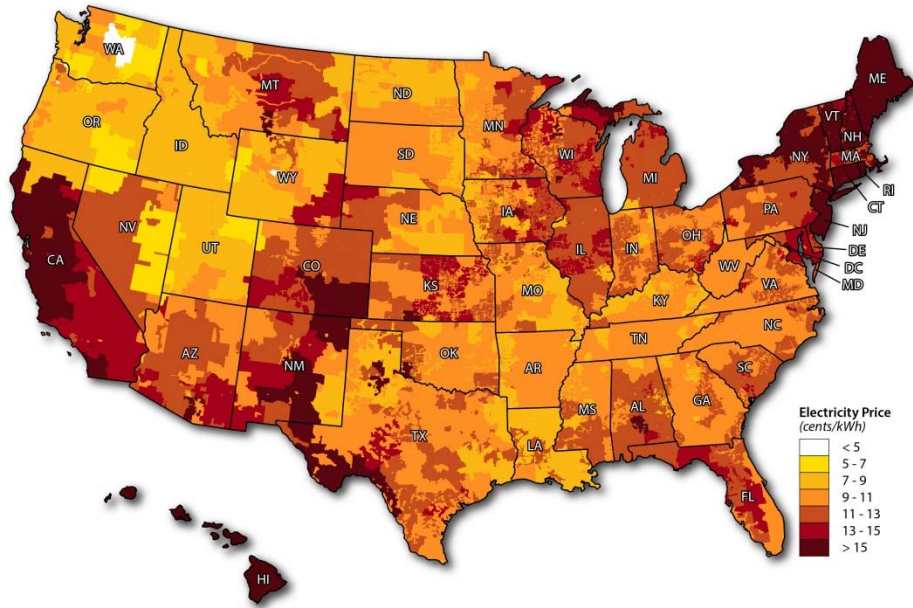 WA
MT
ND
MN
ME
VT
NH
OR
ID
SD
WI
NY
MA
WY
MI
RI
CT
NE
IA
PA
NV
NJ
UT
IL
IN
OH
DE
CA
CO
DC
WV
MD
KS
MO
KY
VA
TN
NC
AZ
NM
OK
AR
SC
MS
AL
GA
TX
LA
FL
HI
Electricity Price
(cents/kWh)
< 5
5 - 7
7 - 9
9 - 11
11 - 13
13 - 15
> 15